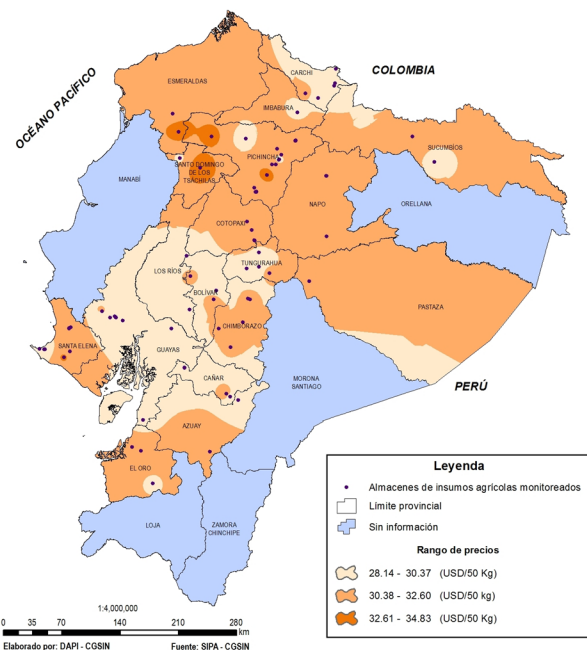 COLOMBIA
OCÉANO PACÍFICO
CARCHI
ESMERALDAS
IMBABURA
SUCUMBÍOS
PICHINCHA
SANTO DOMINGO
DE LOS
TSÁCHILAS
MANABÍ
NAPO
ORELLANA
COTOPAXI
TUNGURAHUA
LOS RÍOS
BOLÍVAR
PASTAZA
CHIMBORAZO
SANTA ELENA
GUAYAS
CAÑAR
MORONA
SANTIAGO
PERÚ
AZUAY
EL ORO
LOJA
ZAMORA
CHINCHIPE
Leyenda
Almacenes de insumos agrícolas monitoreados
Límite provincial
Sin información
Rango de precios
28.14 - 30.37 (USD/50 Kg)
30.38 - 32.60 (USD/50 kg)
32.61 - 34.83 (USD/50 Kg)
1:4,000,000
0 35 70 140 210 280
km
Elaborado por: DAPI - CGSIN Fuente: SIPA - CGSIN